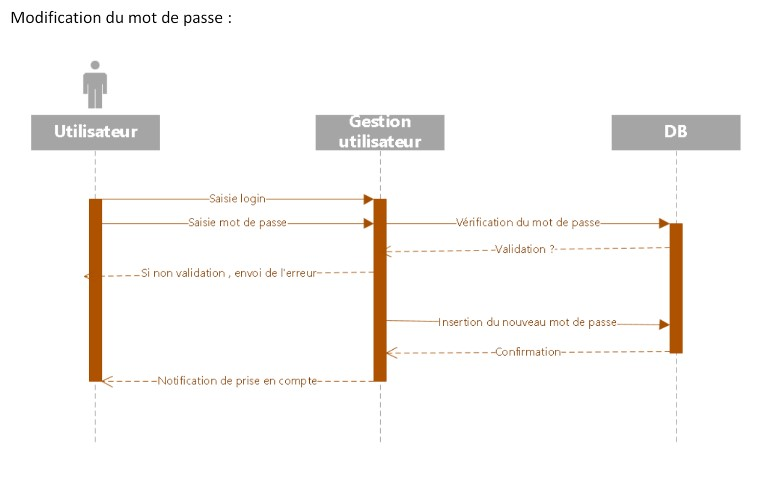 Modification du mot de passe :
Utilisateur
Gestion
utilisateur
DB
Saisie login
Saisie mot de passe
Vérification du mot de passe
Validation ?
Si non validation , envoi de l'erreur
Insertion du nouveau mot de passe
Confirmation
Notification de prise en compte